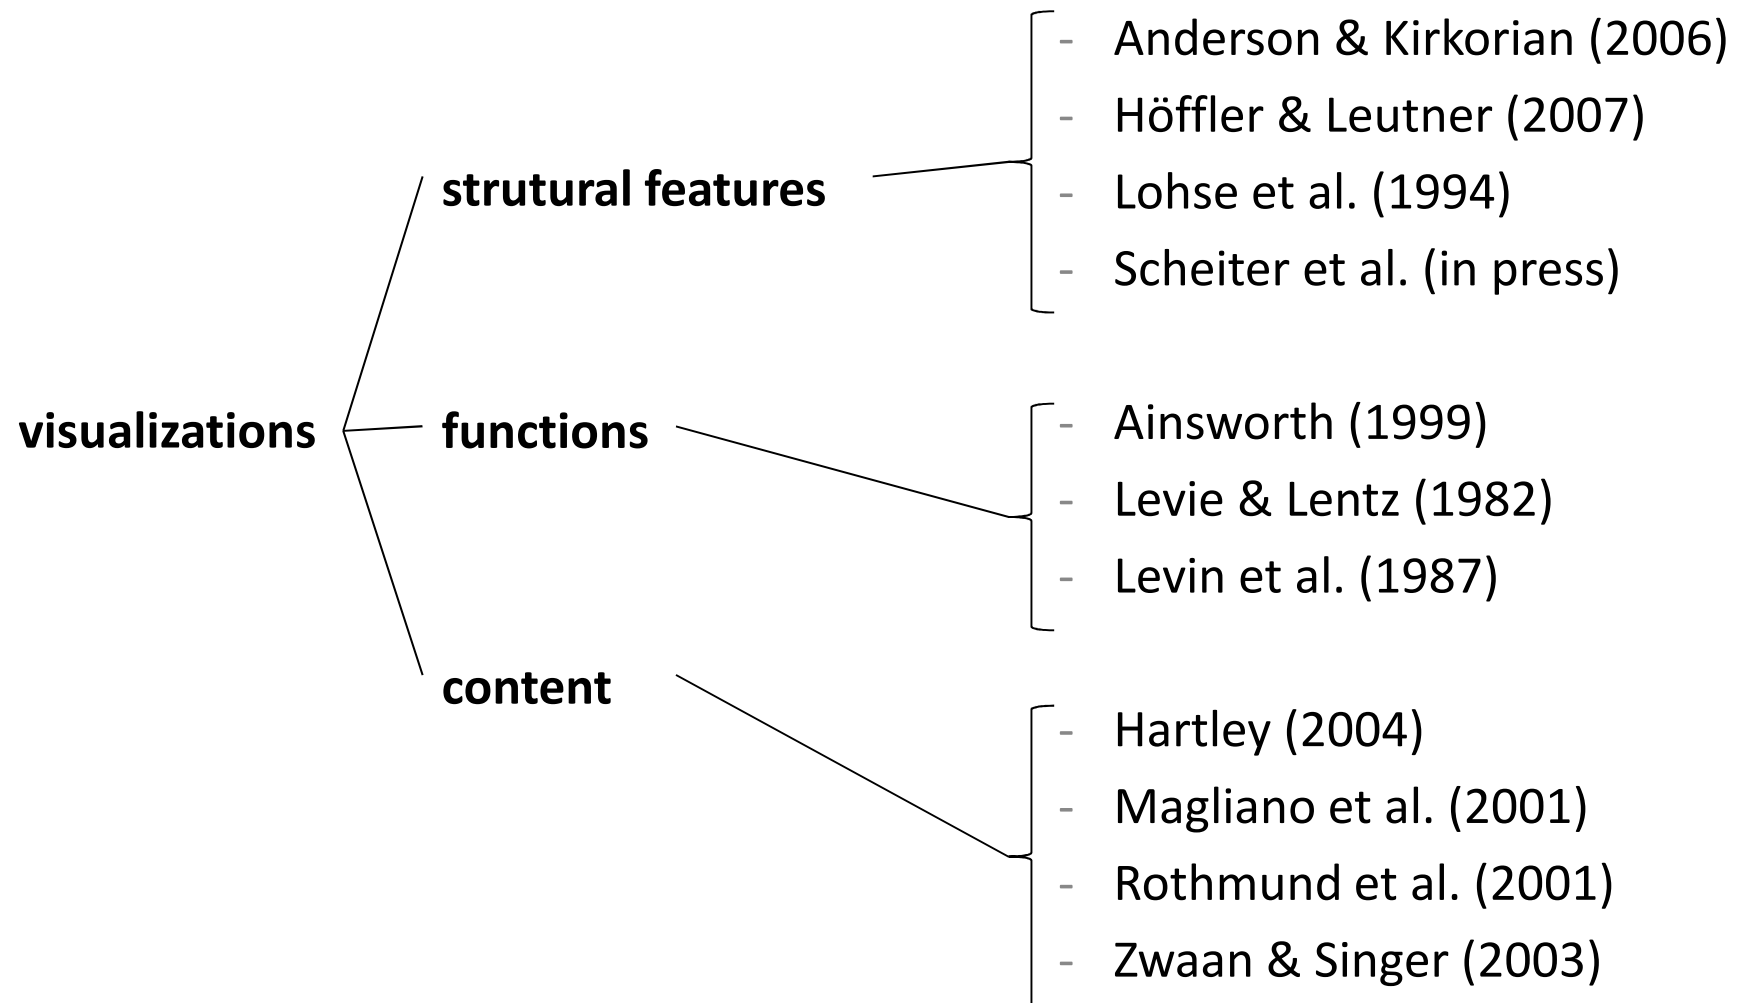 visualizations
strutural features
- Anderson & Kirkorian (2006)
- Höffler & Leutner (2007)
- Lohse et al. (1994)
- Scheiter et al. (in press)
functions
- Ainsworth (1999)
- Levie & Lentz (1982)
- Levin et al. (1987)
content
- Hartley (2004)
- Magliano et al. (2001)
- Rothmund et al. (2001)
- Zwaan & Singer (2003)